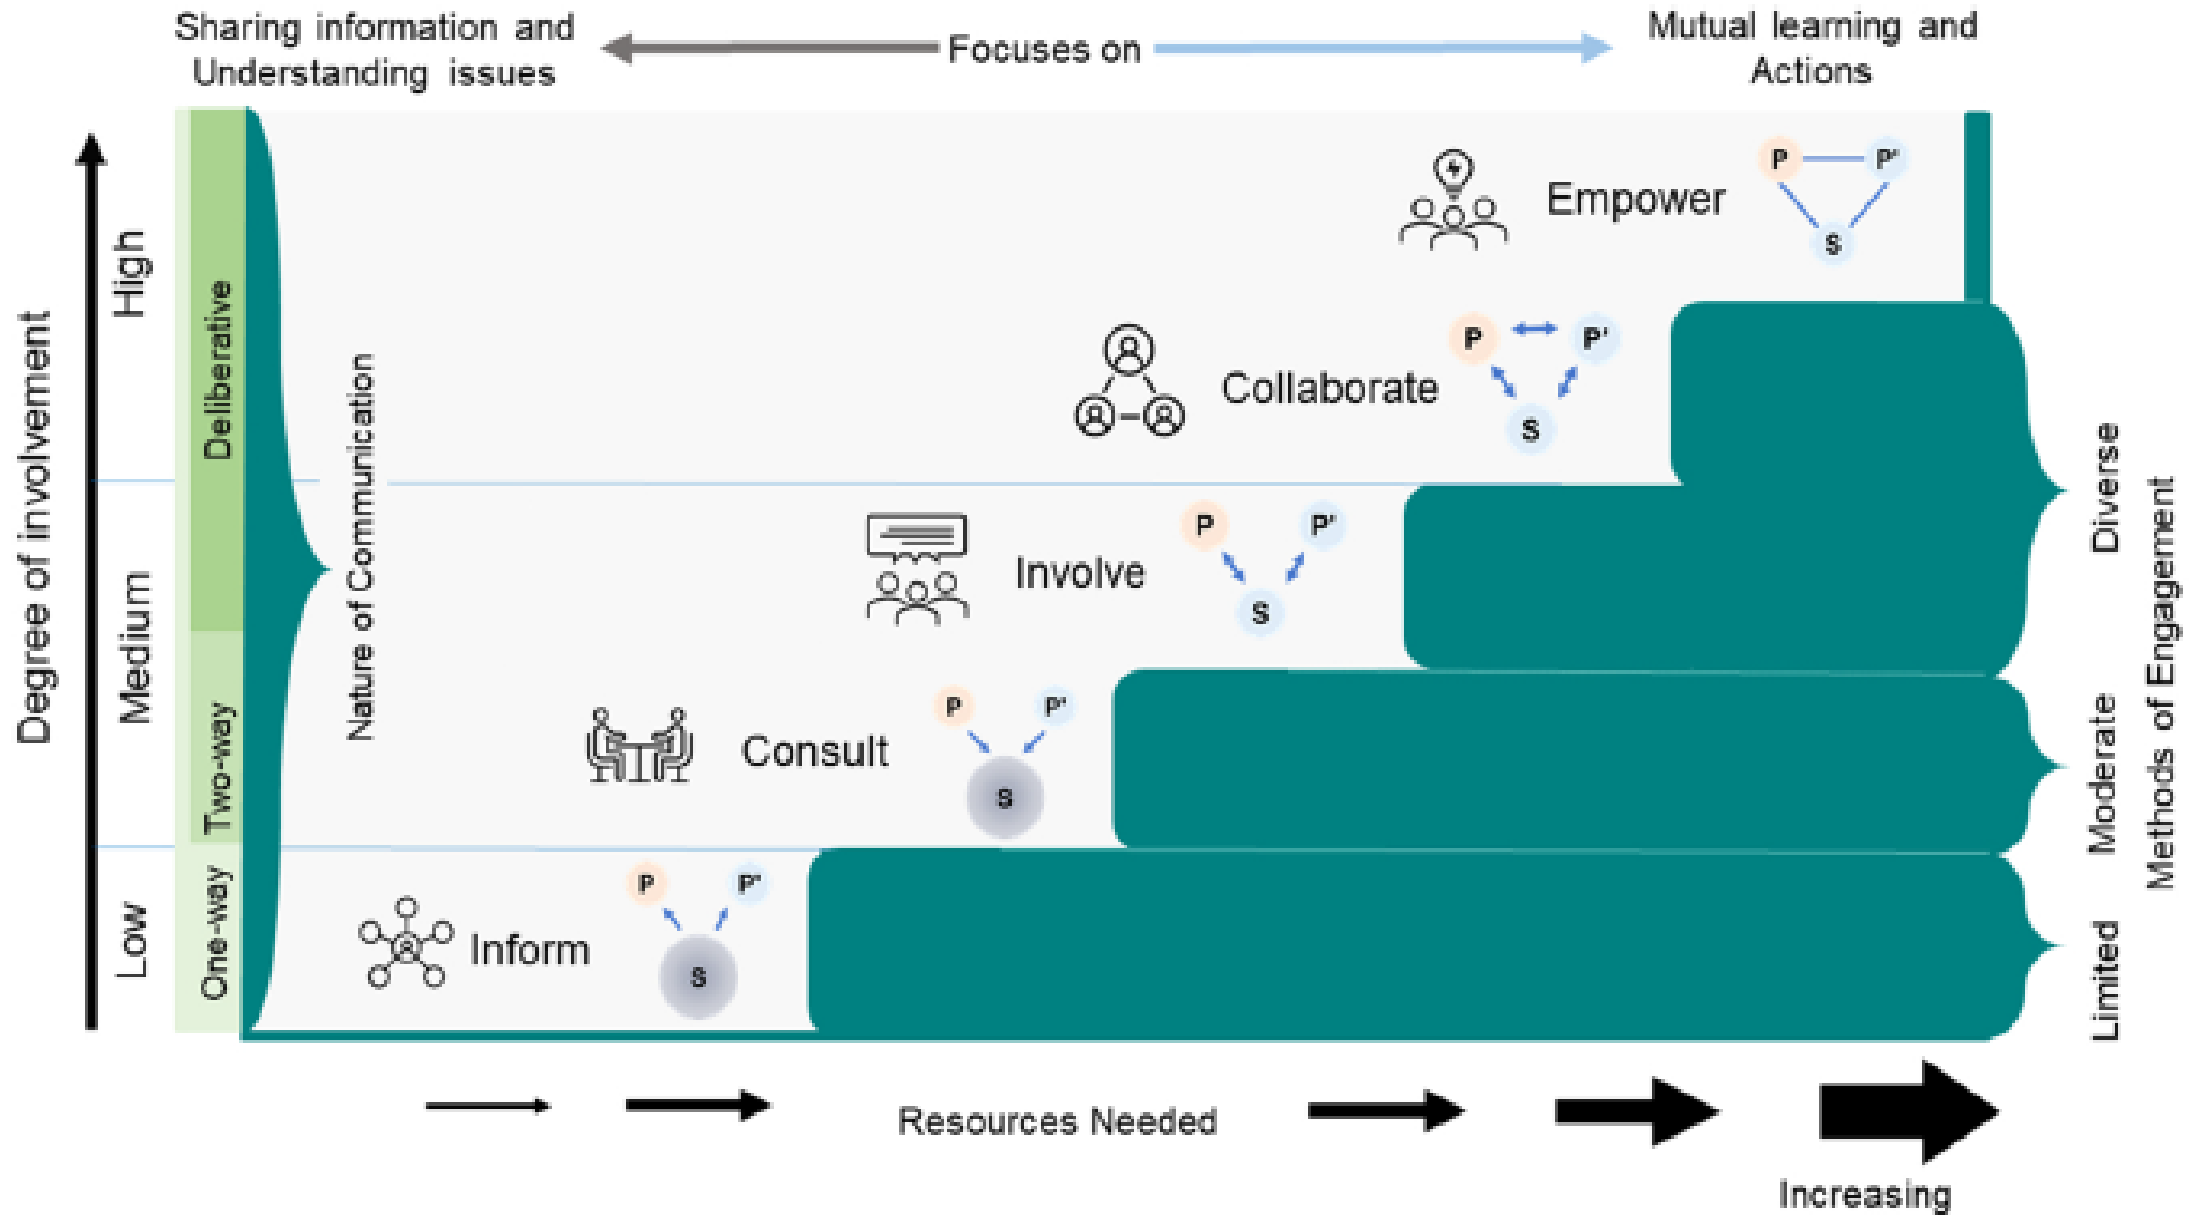 Sharing information and
Understanding issues
Focuses on
Mutual learning and
Actions
Degree of involvement
High
Medium
Low
Deliberative
Two-way
One-way
Nature of Communication
Empower
P
P'
S
Collaborate
P
P'
S
Involve
P
P'
S
Consult
P
P'
S
Inform
P
P'
S
Diverse
Moderate
Limited
Methods of Engagement
Resources Needed
Increasing